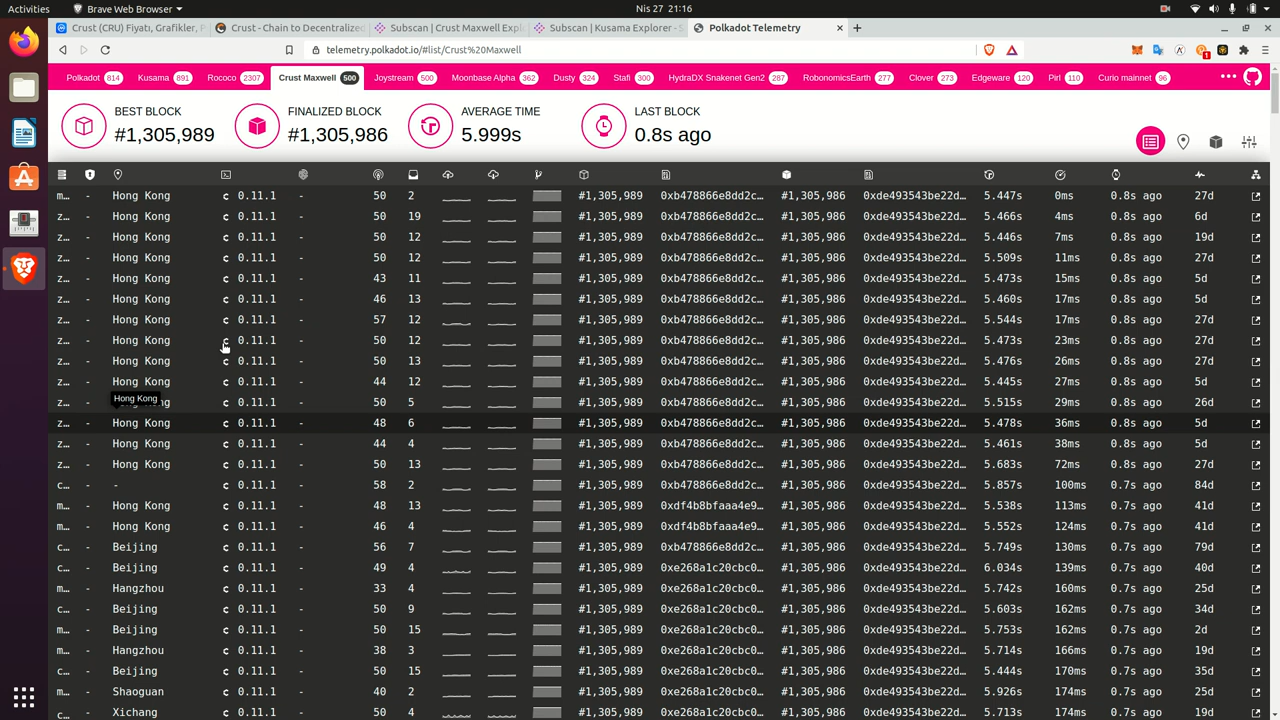 Activities Brave Web Browser Nis 27 21:16
Crust (CRU) Fiyatı, Grafikler, P Crust - Chain to Decentralized Subscan | Crust Maxwell Expl Subscan | Kusama Explorer - S Polkadot Telemetry
telemetry.polkadot.io/#list/Crust%20Maxwell 1
Polkadot 814 Kusama 891 Rococo 2307 Crust Maxwell 500 Joystream 500 Moonbase Alpha 362 Dusty 324 Stafi 300 HydraDX Snakenet Gen2 287 RobonomicsEarth 277 Clover 273 Edgeware 120 Pirl 110 Curio mainnet 96
BEST BLOCK FINALIZED BLOCK AVERAGE TIME LAST BLOCK
#1,305,989 #1,305,986 5.999s 0.8s ago
m… - Hong Kong 0.11.1 - 50 2 #1,305,989 0xb478866e8dd2c… #1,305,986 0xde493543be22d… 5.447s 0ms 0.8s ago 27d
z… - Hong Kong 0.11.1 - 50 19 #1,305,989 0xb478866e8dd2c… #1,305,986 0xde493543be22d… 5.466s 4ms 0.8s ago 6d
z… - Hong Kong 0.11.1 - 50 12 #1,305,989 0xb478866e8dd2c… #1,305,986 0xde493543be22d… 5.446s 7ms 0.8s ago 19d
z… - Hong Kong 0.11.1 - 50 12 #1,305,989 0xb478866e8dd2c… #1,305,986 0xde493543be22d… 5.509s 11ms 0.8s ago 27d
z… - Hong Kong 0.11.1 - 43 11 #1,305,989 0xb478866e8dd2c… #1,305,986 0xde493543be22d… 5.473s 15ms 0.8s ago 5d
z… - Hong Kong 0.11.1 - 46 13 #1,305,989 0xb478866e8dd2c… #1,305,986 0xde493543be22d… 5.460s 17ms 0.8s ago 5d
z… - Hong Kong 0.11.1 - 57 12 #1,305,989 0xb478866e8dd2c… #1,305,986 0xde493543be22d… 5.544s 17ms 0.8s ago 27d
z… - Hong Kong 0.11.1 - 50 12 #1,305,989 0xb478866e8dd2c… #1,305,986 0xde493543be22d… 5.473s 23ms 0.8s ago 27d
z… - Hong Kong 0.11.1 - 50 13 #1,305,989 0xb478866e8dd2c… #1,305,986 0xde493543be22d… 5.476s 26ms 0.8s ago 27d
z… - Hong Kong 0.11.1 - 44 12 #1,305,989 0xb478866e8dd2c… #1,305,986 0xde493543be22d… 5.445s 27ms 0.8s ago 5d
Hong Kong
z… - 0.11.1 - 50 5 #1,305,989 0xb478866e8dd2c… #1,305,986 0xde493543be22d… 5.515s 29ms 0.8s ago 26d
z… - Hong Kong 0.11.1 - 48 6 #1,305,989 0xb478866e8dd2c… #1,305,986 0xde493543be22d… 5.478s 36ms 0.8s ago 5d
z… - Hong Kong 0.11.1 - 44 4 #1,305,989 0xb478866e8dd2c… #1,305,986 0xde493543be22d… 5.461s 38ms 0.8s ago 5d
z… - Hong Kong 0.11.1 - 50 13 #1,305,989 0xb478866e8dd2c… #1,305,986 0xde493543be22d… 5.683s 72ms 0.8s ago 27d
c… - - 0.11.1 - 58 2 #1,305,989 0xb478866e8dd2c… #1,305,986 0xde493543be22d… 5.857s 100ms 0.8s ago 84d
m… - Hong Kong 0.11.1 - 48 13 #1,305,989 0xdf4b8bfaaa4e9… #1,305,986 0xde493543be22d… 5.538s 113ms 0.7s ago 41d
m… - Hong Kong 0.11.1 - 46 4 #1,305,989 0xdf4b8bfaaa4e9… #1,305,986 0xde493543be22d… 5.552s 124ms 0.7s ago 41d
c… - Beijing 0.11.1 - 56 7 #1,305,989 0xb478866e8dd2c… #1,305,986 0xde493543be22d… 5.749s 130ms 0.7s ago 79d
c… - Beijing 0.11.1 - 49 4 #1,305,989 0xe268a1c20cbc0… #1,305,986 0xde493543be22d… 6.034s 139ms 0.7s ago 40d
m… - Hangzhou 0.11.1 - 33 4 #1,305,989 0xe268a1c20cbc0… #1,305,986 0xde493543be22d… 5.742s 160ms 0.7s ago 25d
c… - Beijing 0.11.1 - 50 9 #1,305,989 0xe268a1c20cbc0… #1,305,986 0xde493543be22d… 5.603s 162ms 0.7s ago 34d
m… - Beijing 0.11.1 - 50 15 #1,305,989 0xe268a1c20cbc0… #1,305,986 0xde493543be22d… 5.753s 162ms 0.7s ago 2d
m… - Hangzhou 0.11.1 - 38 3 #1,305,989 0xe268a1c20cbc0… #1,305,986 0xde493543be22d… 5.714s 166ms 0.7s ago 19d
c… - Beijing 0.11.1 - 50 15 #1,305,989 0xe268a1c20cbc0… #1,305,986 0xde493543be22d… 5.444s 170ms 0.7s ago 35d
m… - Shaoguan 0.11.1 - 40 2 #1,305,989 0xe268a1c20cbc0… #1,305,986 0xde493543be22d… 5.926s 174ms 0.7s ago 25d
c… - Xichang 0.11.1 - 50 4 #1,305,989 0xe268a1c20cbc0… #1,305,986 0xde493543be22d… 5.713s 174ms 0.7s ago 19d